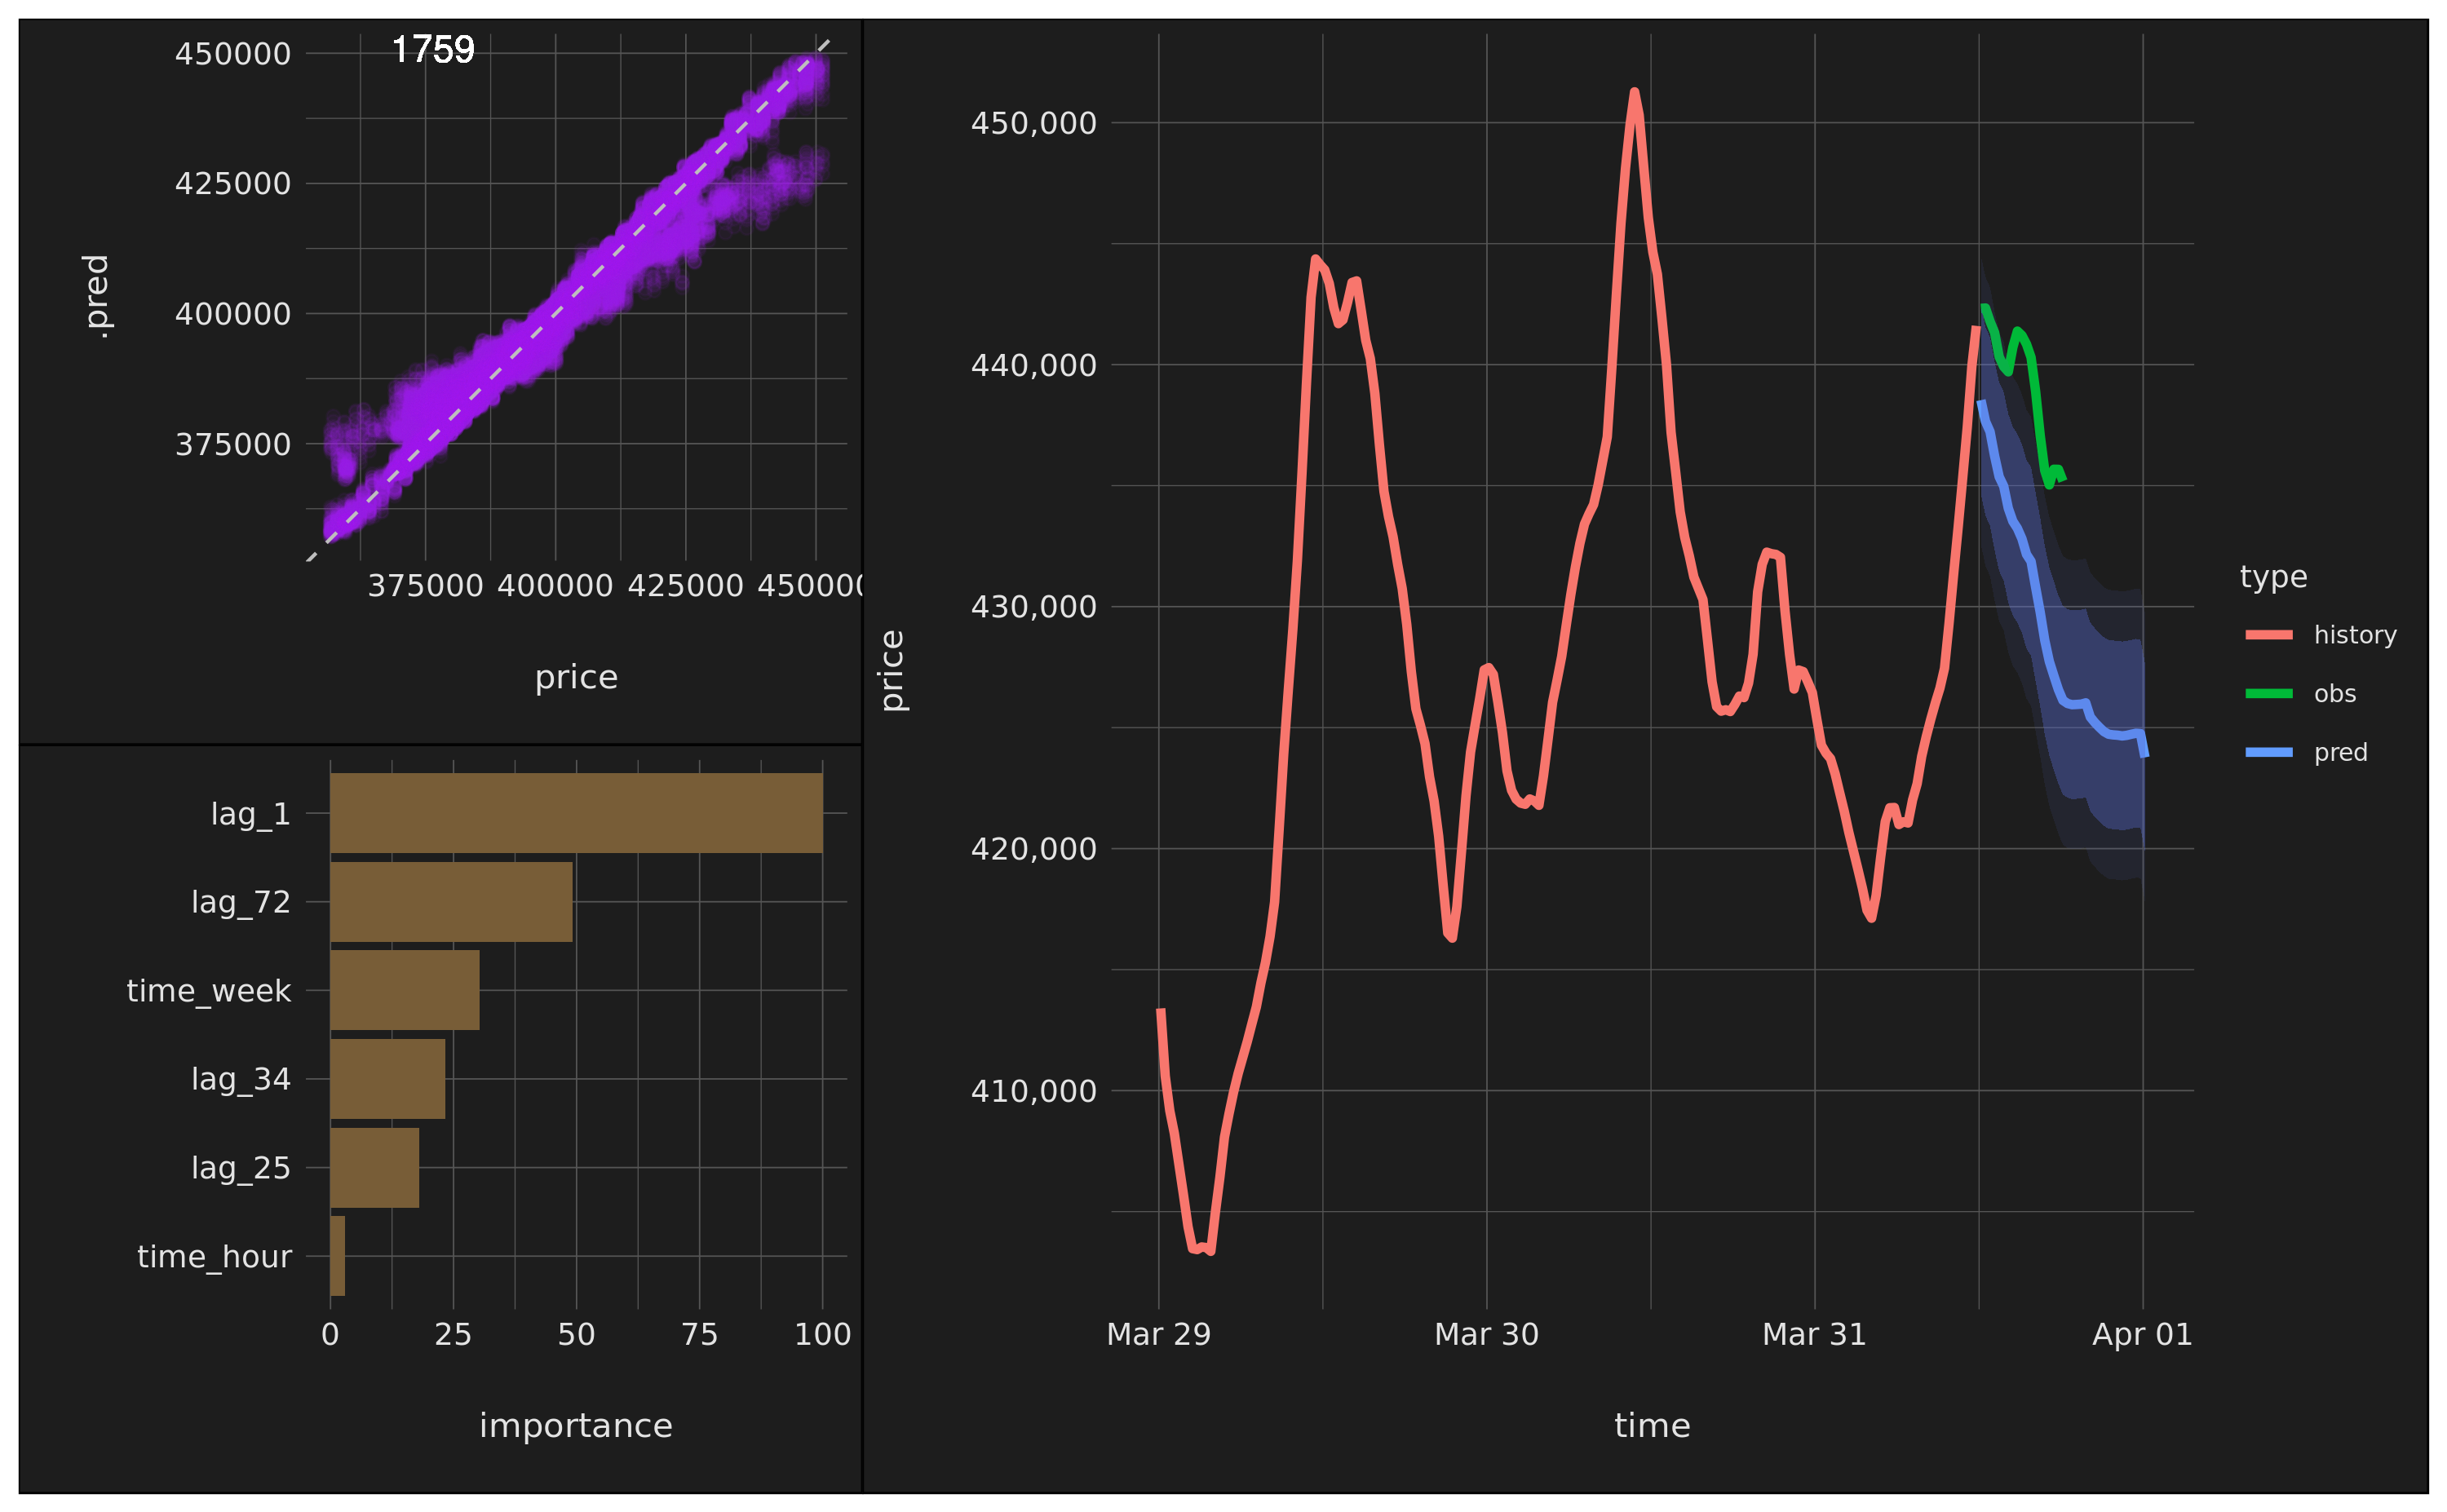 1759
450000
425000
400000
375000
.pred
375000 400000 425000 450000
price
lag_1
lag_72
time_week
lag_34
lag_25
time_hour
0 25 50 75 100
importance
450,000
440,000
430,000
420,000
410,000
price
Mar 29 Mar 30 Mar 31 Apr 01
time
type
history
obs
pred